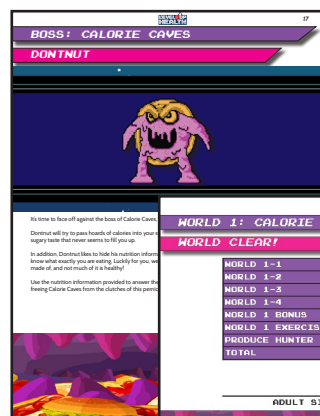 LEVEL UP
HEALTH
17
BOSS: CALORIE CAVES
DONTNUT
It's time to face off against the boss of Calorie Caves,
Dontnut will try to pass hoards of calories into your s
sugary taste that never seems to fill you up.
In addition, Dontnut likes to hide his nutrition inform
know what exactly you are eating. Luckily for you, we
made of, and not much of it is healthy!
Use the nutrition information provided to answer the
freeing Calorie Caves from the clutches of this pernic
WORLD 1: CALORIE
WORLD CLEAR!
WORLD 1-1
WORLD 1-2
WORLD 1-3
WORLD 1-4
WORLD 1 BONUS
WORLD 1 EXERCIS
PRODUCE HUNTER
TOTAL
ADULT SI